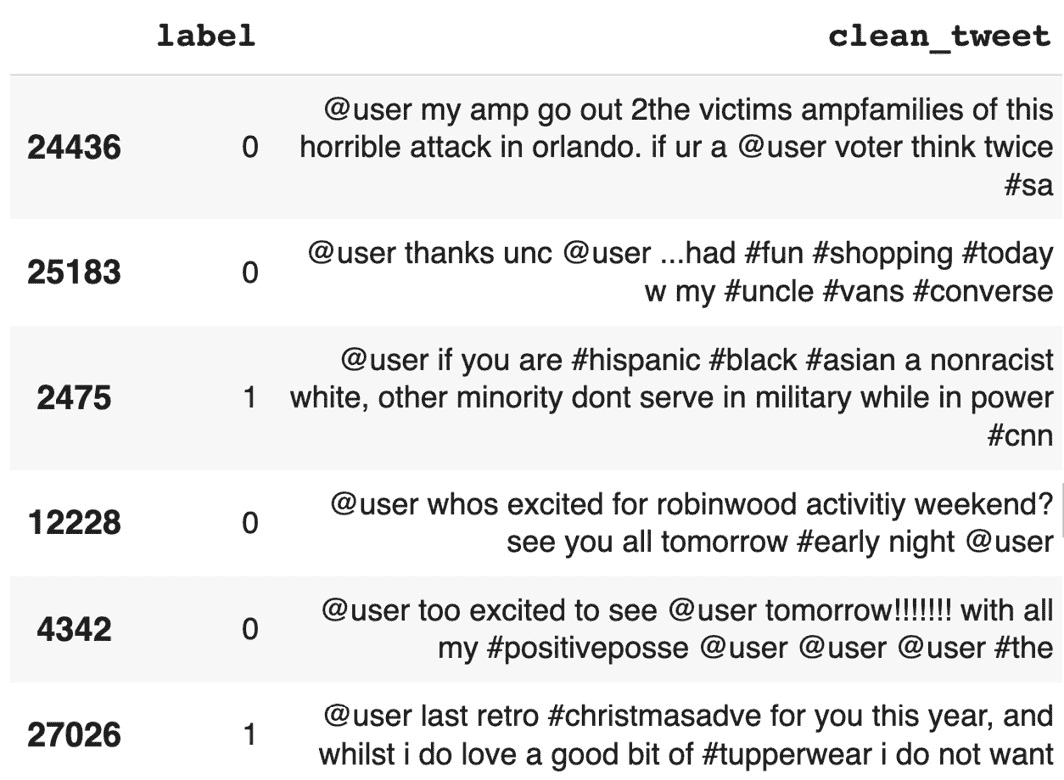 label clean_tweet
@user my amp go out 2the victims ampfamilies of this
24436 0 horrible attack in orlando. if ur a @user voter think twice
#sa
@user thanks unc @user ...had #fun #shopping #today
25183 0
w my #uncle #vans #converse
@user if you are #hispanic #black #asian a nonracist
2475 1 white, other minority dont serve in military while in power
#cnn
@user whos excited for robinwood activitiy weekend?
12228 0
see you all tomorrow #early night @user
@user too excited to see @user tomorrow!!!!!!! with all
4342 0
my #positiveposse @user @user @user #the
@user last retro #christmasadve for you this year, and
27026 1
whilst i do love a good bit of #tupperwear i do not want